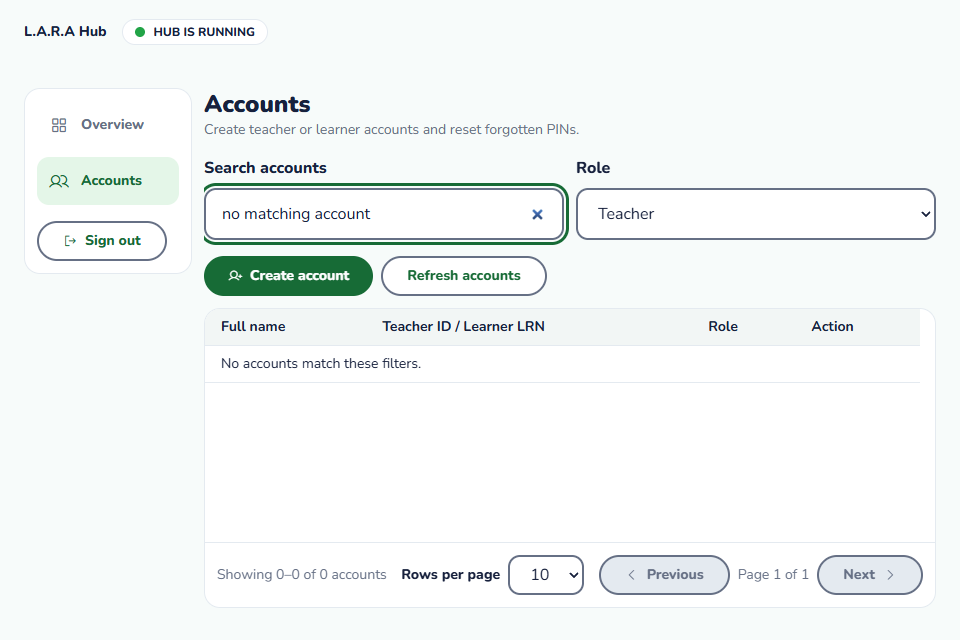 L.A.R.A Hub
HUB IS RUNNING
Overview
Accounts
Sign out
Accounts
Create teacher or learner accounts and reset forgotten PINs.
Search accounts
Role
no matching account
Teacher
Create account
Refresh accounts
Full name
Teacher ID / Learner LRN
Role
Action
No accounts match these filters.
Showing 0–0 of 0 accounts
Rows per page
10
Previous
Page 1 of 1
Next